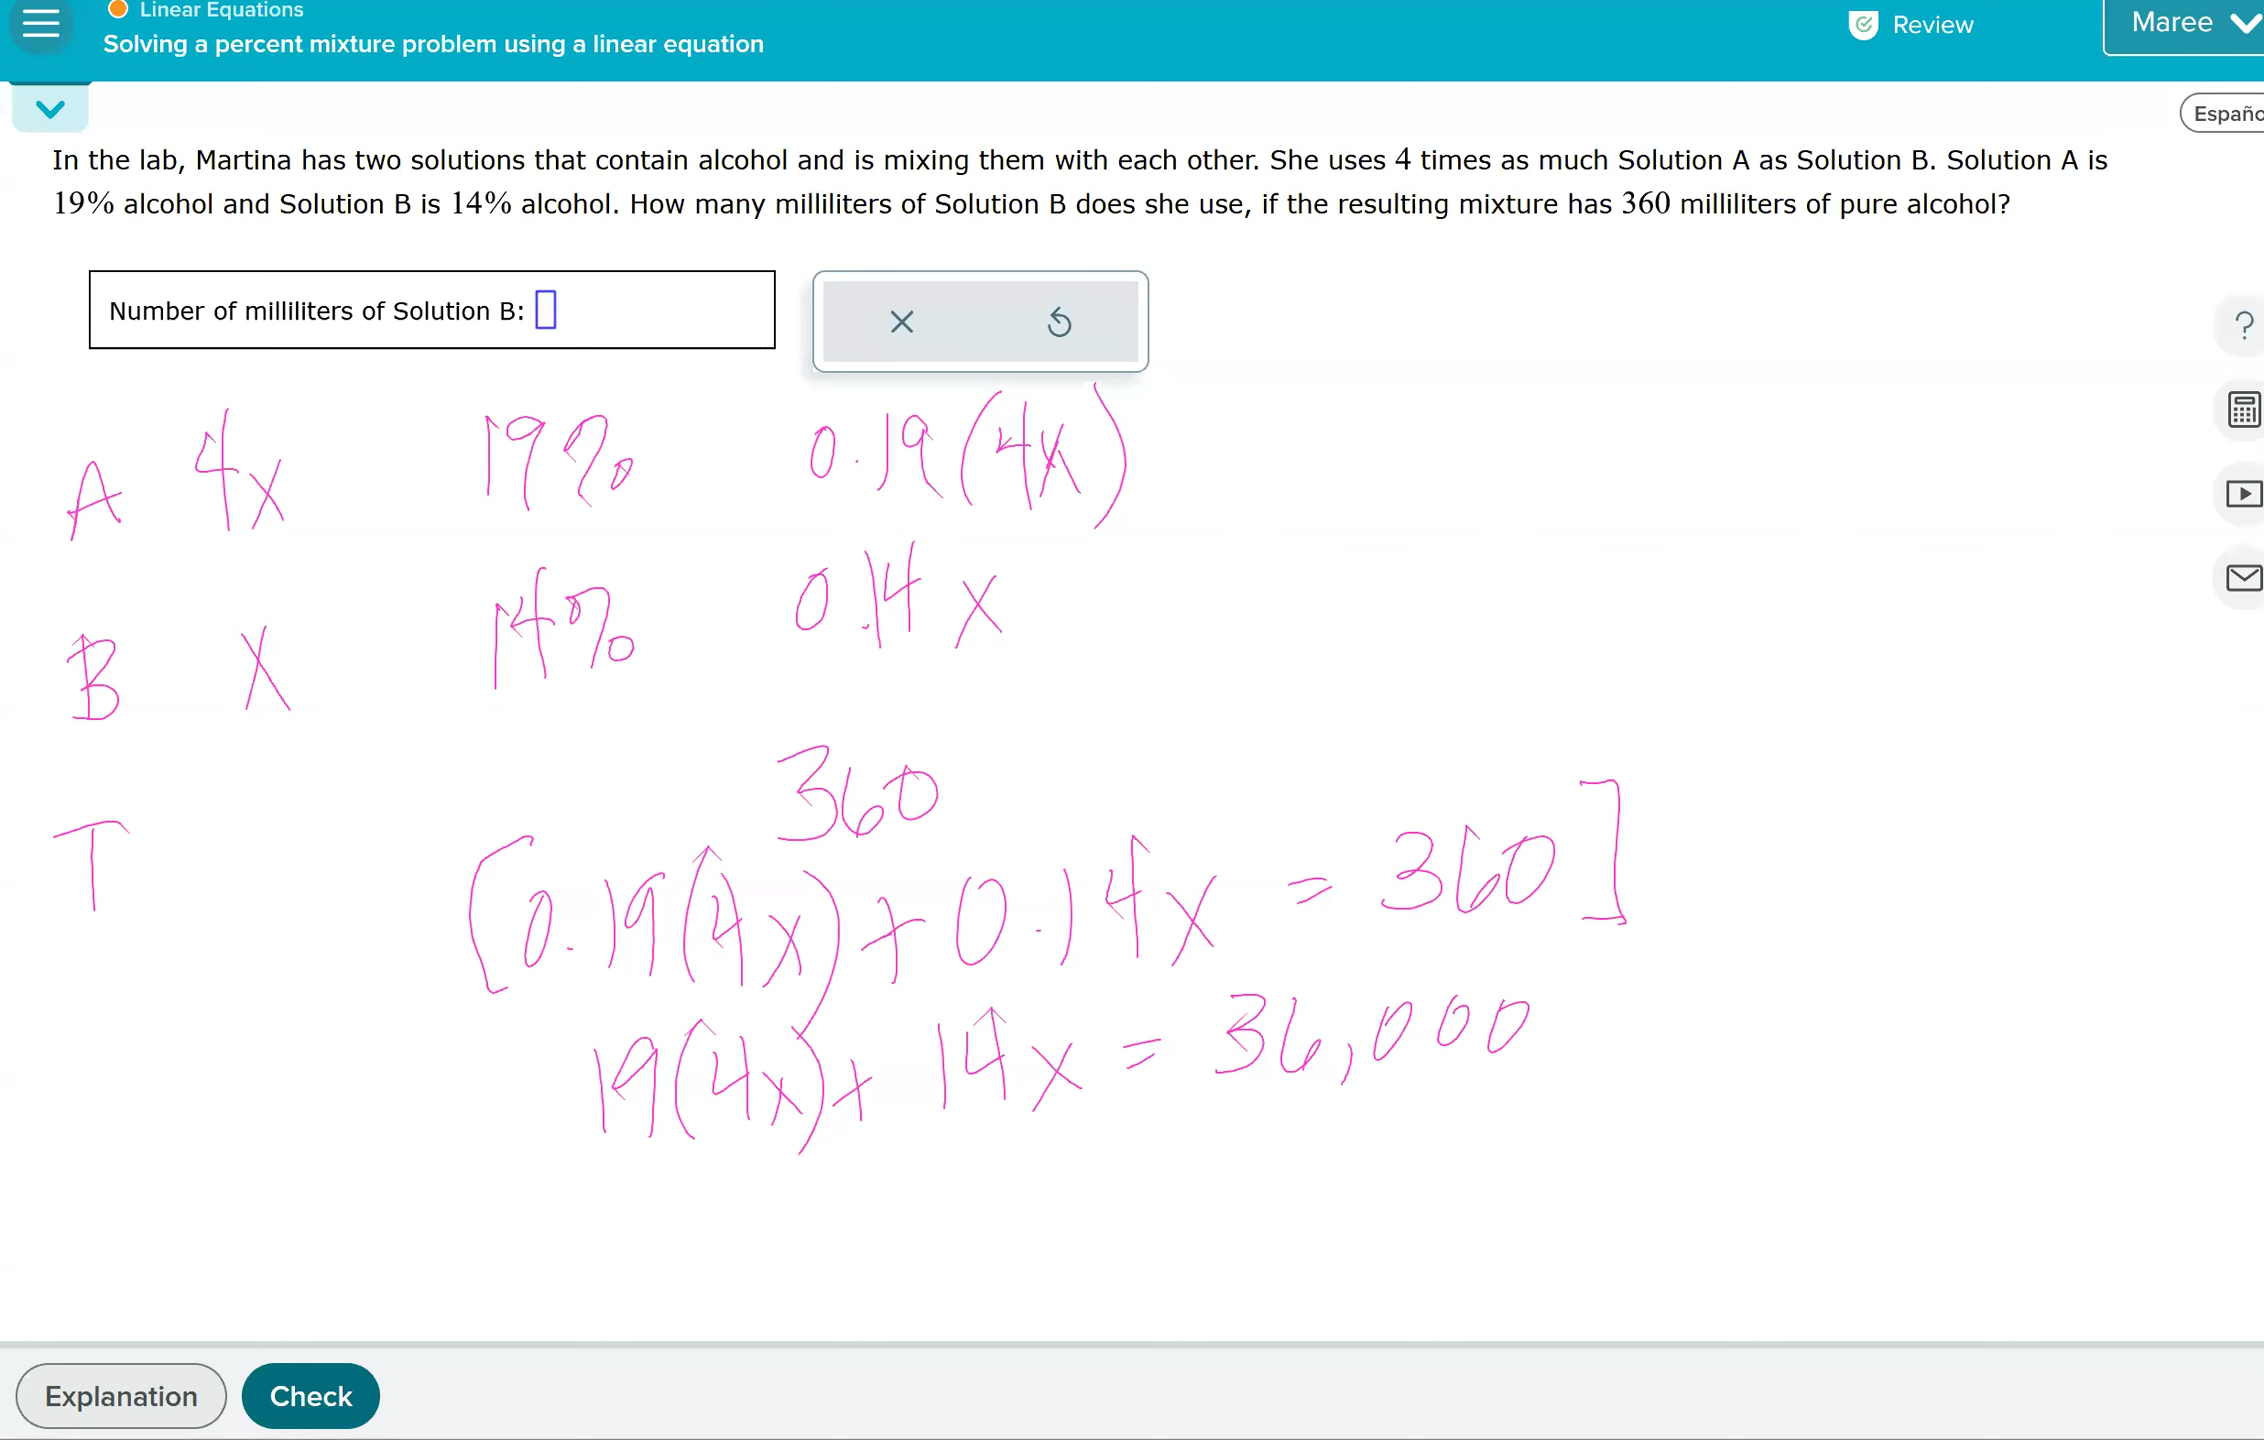 Linear Equations
Solving a percent mixture problem using a linear equation
Review
Maree
Españo
In the lab, Martina has two solutions that contain alcohol and is mixing them with each other. She uses 4 times as much Solution A as Solution B. Solution A is
19% alcohol and Solution B is 14% alcohol. How many milliliters of Solution B does she use, if the resulting mixture has 360 milliliters of pure alcohol?
Number of milliliters of Solution B:
?
A 4x 19% 0.19(4x)
B x 14% 0.14x
T 360
[0.19(4x)+0.14x = 360]
19(4x)+14x = 36,000
Explanation
Check